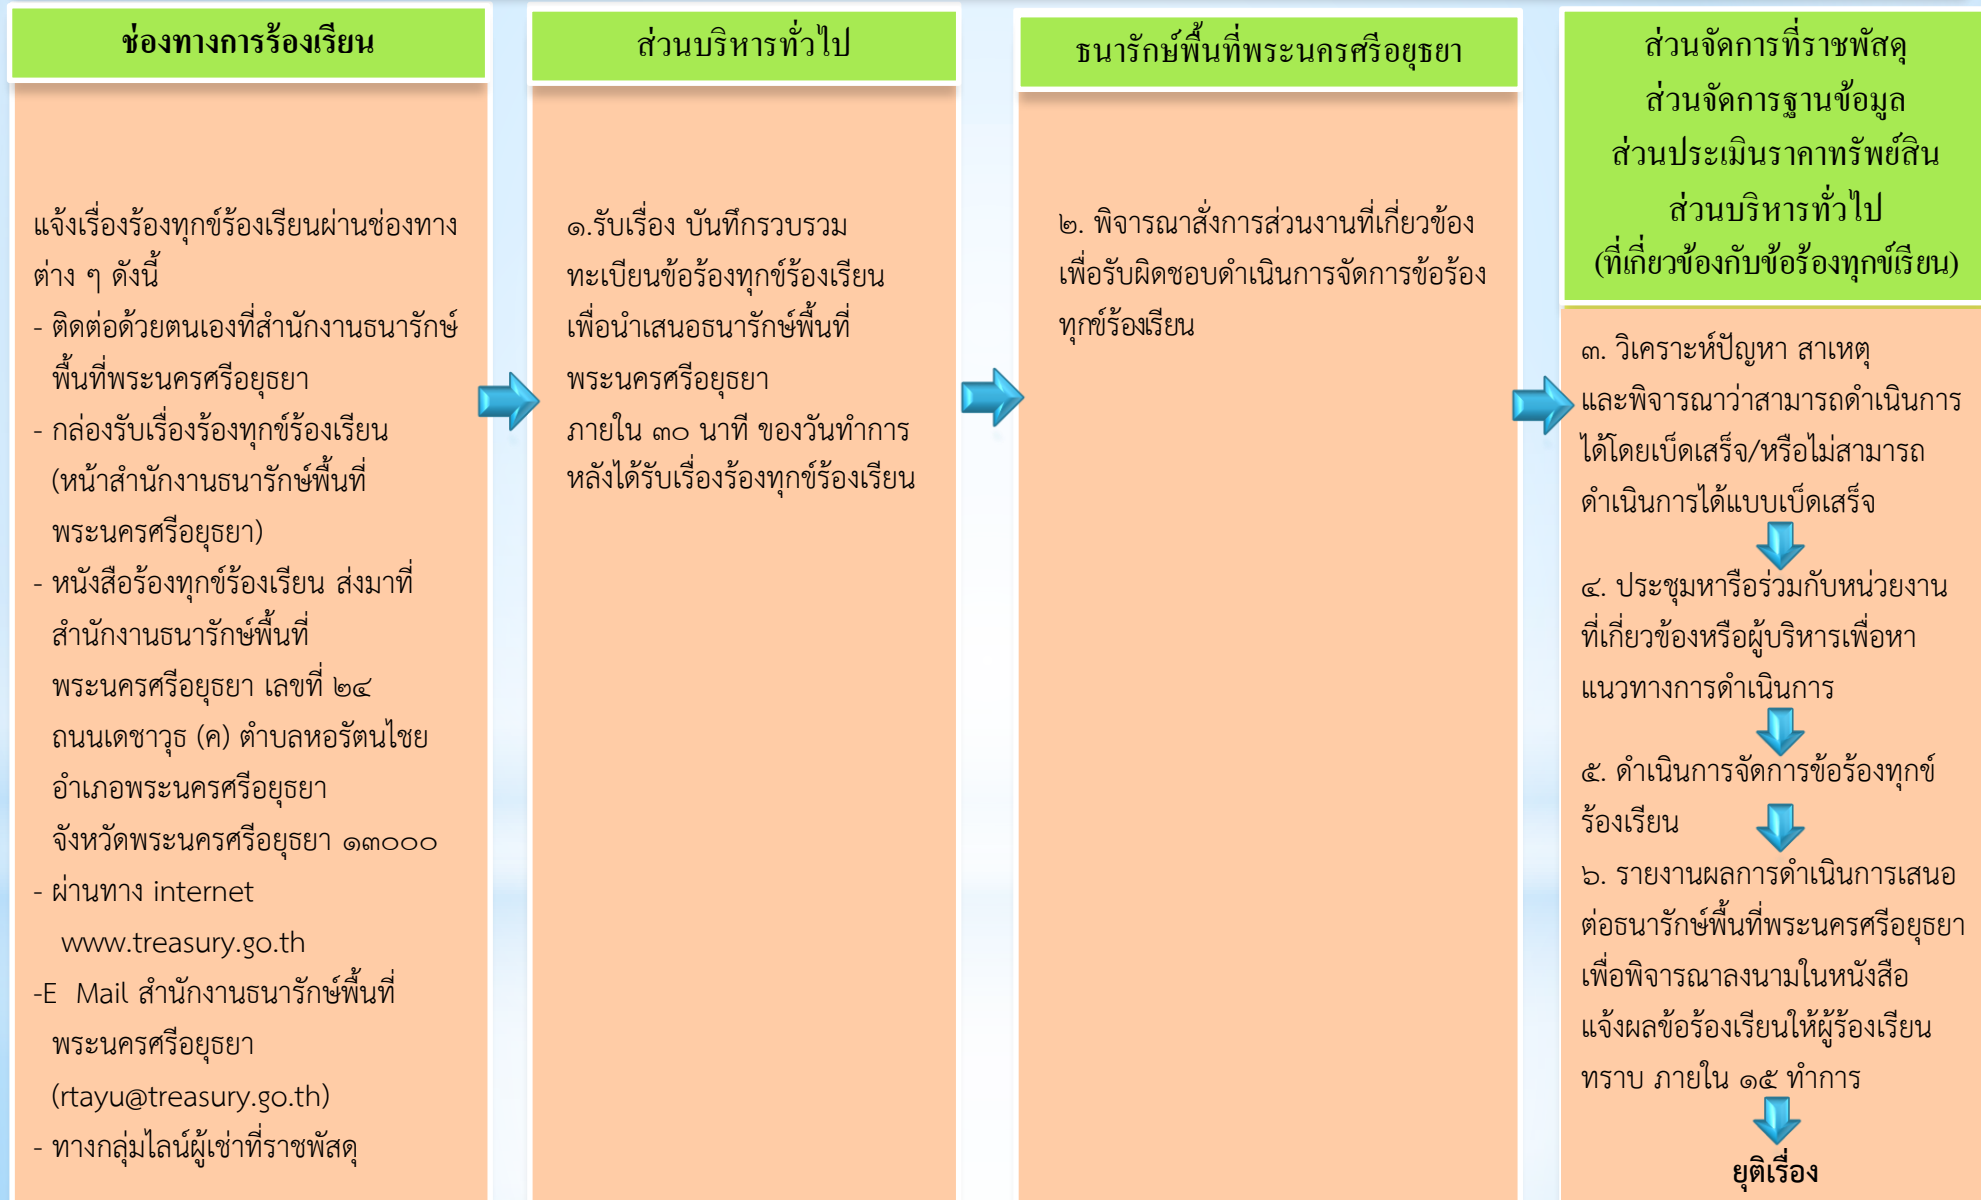 ช่องทางการร้องเรียน
แจ้งเรื่องร้องทุกข์ร้องเรียนผ่านช่องทาง
ต่าง ๆ ดังนี้
- ติดต่อด้วยตนเองที่สำนักงานธนารักษ์
พื้นที่พระนครศรีอยุธยา
- กล่องรับเรื่องร้องทุกข์ร้องเรียน
(หน้าสำนักงานธนารักษ์พื้นที่
พระนครศรีอยุธยา)
- หนังสือร้องทุกข์ร้องเรียน ส่งมาที่
สำนักงานธนารักษ์พื้นที่
พระนครศรีอยุธยา เลขที่ ๒๔
ถนนเดชาวุธ (ค) ตำบลหอรัตนไชย
อำเภอพระนครศรีอยุธยา
จังหวัดพระนครศรีอยุธยา ๑๓๐๐๐
- ผ่านทาง internet
www.treasury.go.th
-E Mail สำนักงานธนารักษ์พื้นที่
พระนครศรีอยุธยา
(rtayu@treasury.go.th)
- ทางกลุ่มไลน์ผู้เช่าที่ราชพัสดุ
ส่วนบริหารทั่วไป
๑.รับเรื่อง บันทึกรวบรวม
ทะเบียนข้อร้องทุกข์ร้องเรียน
เพื่อนำเสนอธนารักษ์พื้นที่
พระนครศรีอยุธยา
ภายใน ๓๐ นาที ของวันทำการ
หลังได้รับเรื่องร้องทุกข์ร้องเรียน
ธนารักษ์พื้นที่พระนครศรีอยุธยา
๒. พิจารณาสั่งการส่วนงานที่เกี่ยวข้อง
เพื่อรับผิดชอบดำเนินการจัดการข้อร้อง
ทุกข์ร้องเรียน
ส่วนจัดการที่ราชพัสดุ
ส่วนจัดการฐานข้อมูล
ส่วนประเมินราคาทรัพย์สิน
ส่วนบริหารทั่วไป
(ที่เกี่ยวข้องกับข้อร้องทุกข์เรียน)
๓. วิเคราะห์ปัญหา สาเหตุ
และพิจารณาว่าสามารถดำเนินการ
ได้โดยเบ็ดเสร็จ/หรือไม่สามารถ
ดำเนินการได้แบบเบ็ดเสร็จ
๔. ประชุมหารือร่วมกับหน่วยงาน
ที่เกี่ยวข้องหรือผู้บริหารเพื่อหา
แนวทางการดำเนินการ
๕. ดำเนินการจัดการข้อร้องทุกข์
ร้องเรียน
๖. รายงานผลการดำเนินการเสนอ
ต่อธนารักษ์พื้นที่พระนครศรีอยุธยา
เพื่อพิจารณาลงนามในหนังสือ
แจ้งผลข้อร้องเรียนให้ผู้ร้องเรียน
ทราบ ภายใน ๑๕ ทำการ
ยุติเรื่อง